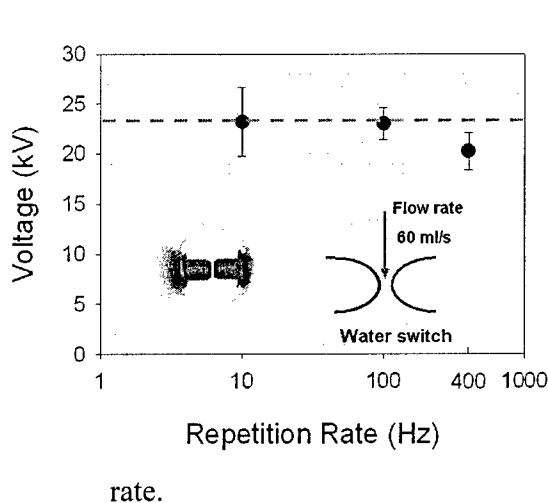 30
25
20
15
10
5
0
Voltage (kV)
Flow rate
60 ml/s
Water switch
1
10
100
400
1000
Repetition Rate (Hz)
rate.